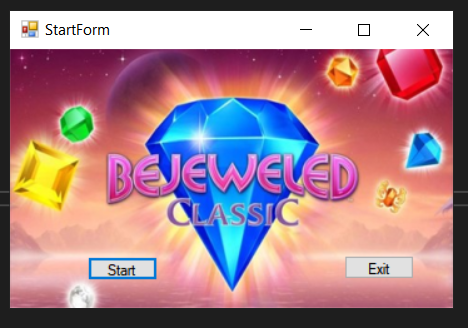 StartForm
BEJEWELED
CLASSIC
Start
Exit